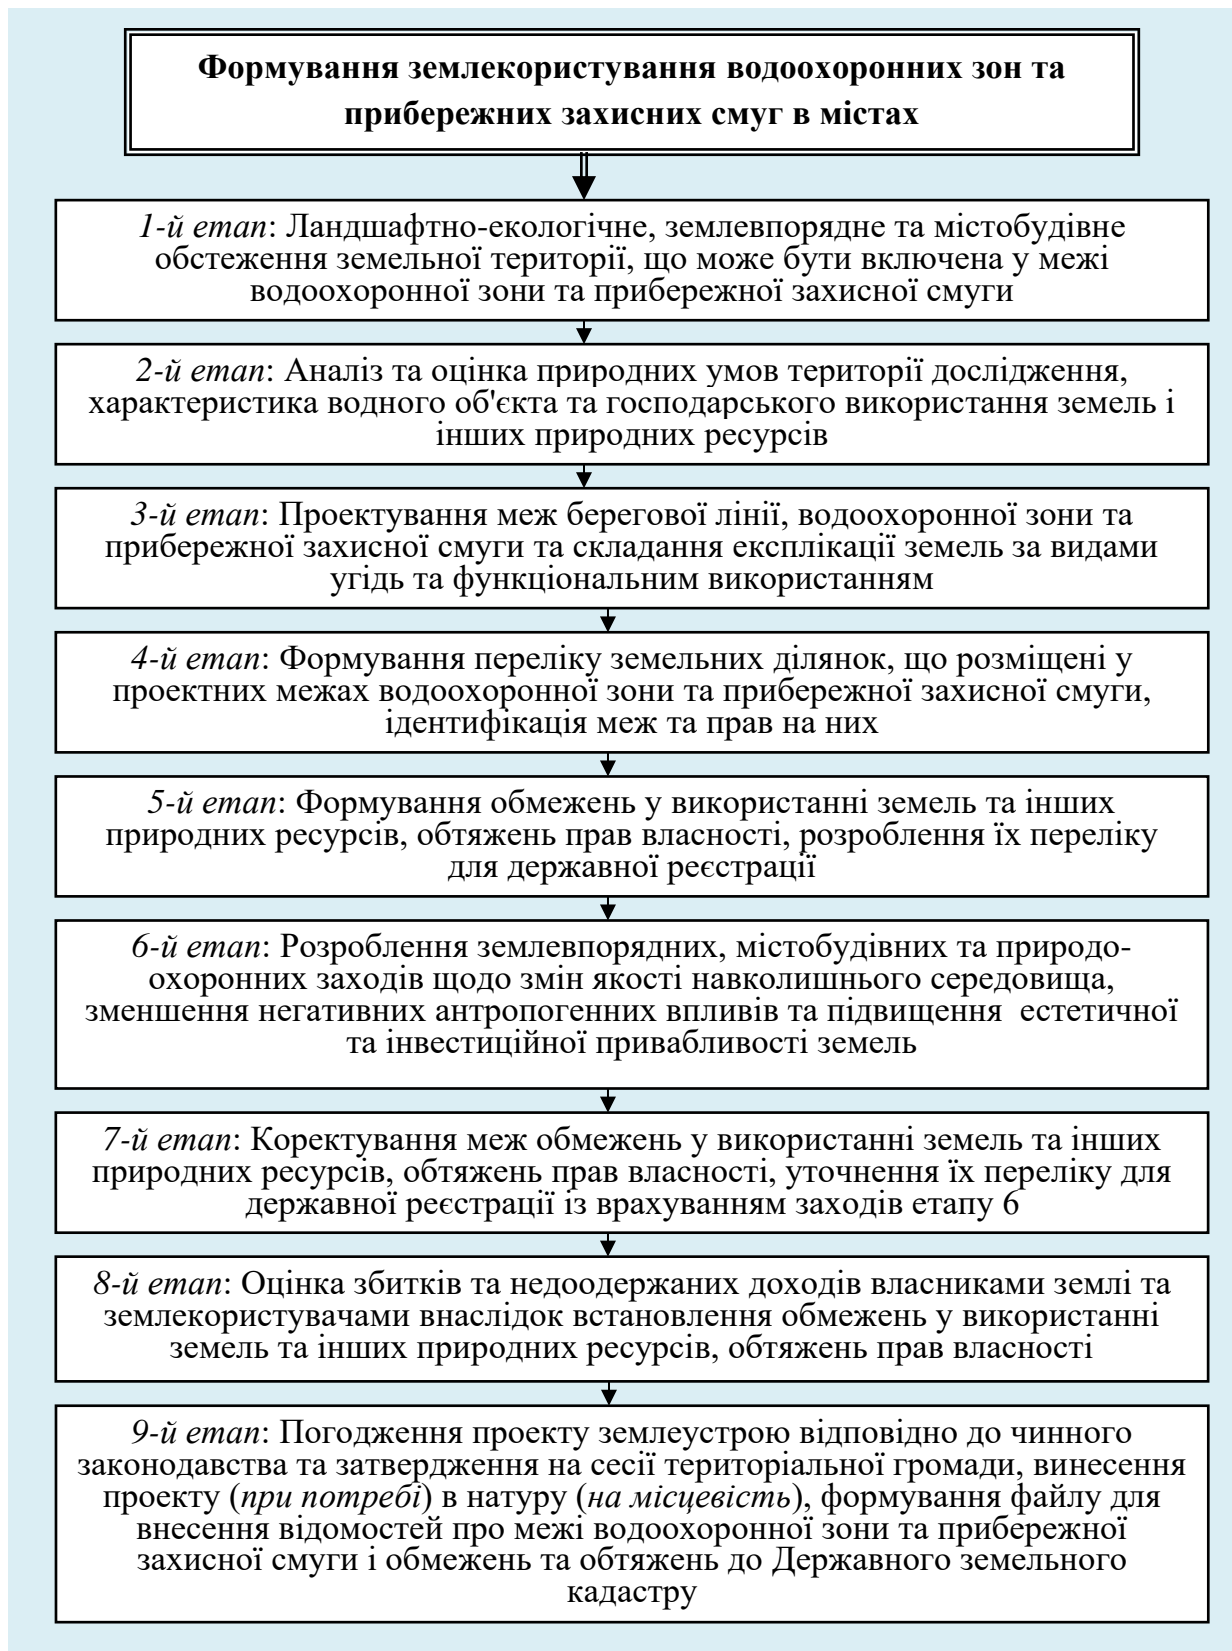 Формування землекористування водоохоронних зон та
прибережних захисних смуг в містах
1-й етап: Ландшафтно-екологічне, землевпорядне та містобудівне
обстеження земельної території, що може бути включена у межі
водоохоронної зони та прибережної захисної смуги
2-й етап: Аналіз та оцінка природних умов території дослідження,
характеристика водного об'єкта та господарського використання земель і
інших природних ресурсів
3-й етап: Проектування меж берегової лінії, водоохоронної зони та
прибережної захисної смуги та складання експлікації земель за видами
угідь та функціональним використанням
4-й етап: Формування переліку земельних ділянок, що розміщені у
проектних межах водоохоронної зони та прибережної захисної смуги,
ідентифікація меж та прав на них
5-й етап: Формування обмежень у використанні земель та інших
природних ресурсів, обтяжень прав власності, розроблення їх переліку
для державної реєстрації
6-й етап: Розроблення землевпорядних, містобудівних та природо-
охоронних заходів щодо змін якості навколишнього середовища,
зменшення негативних антропогенних впливів та підвищення естетичної
та інвестиційної привабливості земель
7-й етап: Коректування меж обмежень у використанні земель та інших
природних ресурсів, обтяжень прав власності, уточнення їх переліку для
державної реєстрації із врахуванням заходів етапу 6
8-й етап: Оцінка збитків та недоодержаних доходів власниками землі та
землекористувачами внаслідок встановлення обмежень у використанні
земель та інших природних ресурсів, обтяжень прав власності
9-й етап: Погодження проекту землеустрою відповідно до чинного
законодавства та затвердження на сесії територіальної громади, винесення
проекту (при потребі) в натуру (на місцевість), формування файлу для
внесення відомостей про межі водоохоронної зони та прибережної
захисної смуги і обмежень та обтяжень до Державного земельного
кадастру